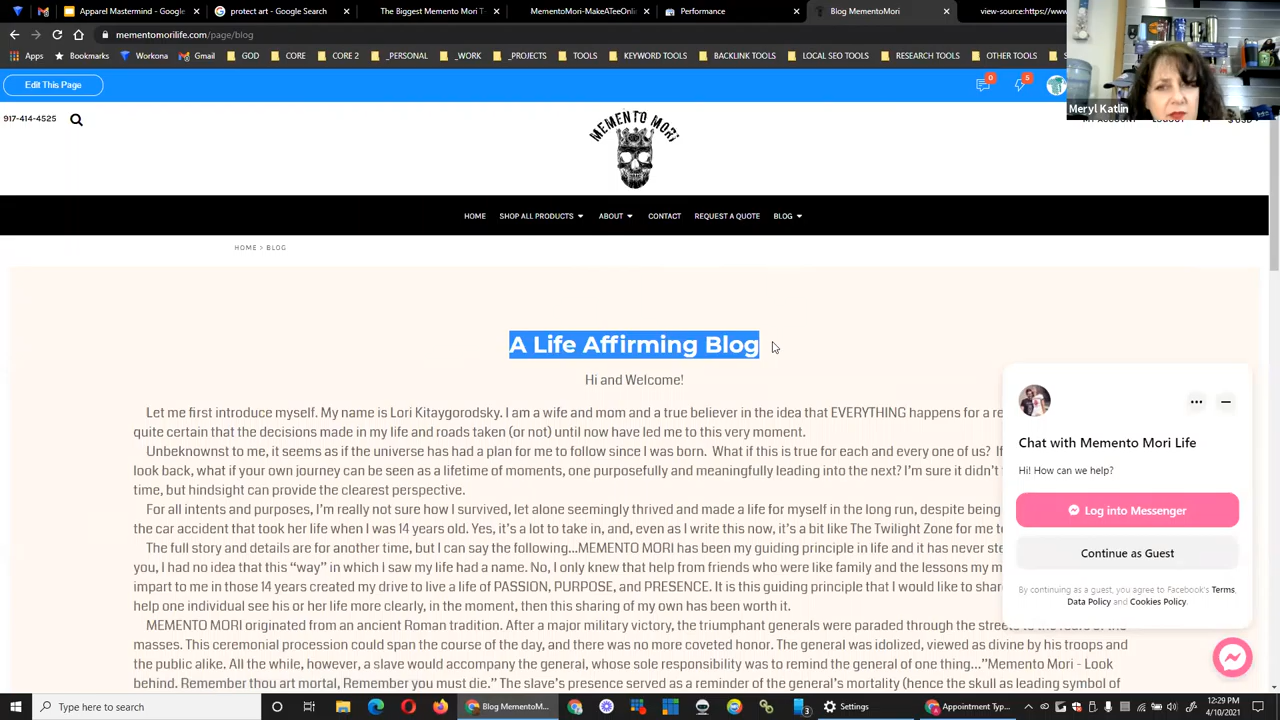 Apparel Mastermind - Google
protect art - Google Search
The Biggest Memento Mori T
MementoMori-MakeATeeOnline
Performance
Blog MementoMori
view-source:https://www
mementomorilife.com/page/blog
Apps
Workona
Gmail
GOD
CORE
CORE 2
_PERSONAL
_WORK
_PROJECTS
TOOLS
KEYWORD TOOLS
BACKLINK TOOLS
LOCAL SEO TOOLS
RESEARCH TOOLS
OTHER TOOLS
Edit This Page
0
5
Meryl Katlin
917-414-4525
MEMENTO MORI
MY ACCOUNT
LOGOUT
$ USD
HOME
SHOP ALL PRODUCTS
ABOUT
CONTACT
REQUEST A QUOTE
BLOG
HOME > BLOG
A Life Affirming Blog
Hi and Welcome!
Let me first introduce myself. My name is Lori Kitaygorodsky. I am a wife and mom and a true believer in the idea that EVERYTHING happens for a re
quite certain that the decisions made in my life and roads taken (or not) until now have led me to this very moment.
Unbeknownst to me, it seems as if the universe has had a plan for me to follow since I was born. What if this is true for each and every one of us? If
look back, what if your own journey can be seen as a lifetime of moments, one purposefully and meaningfully leading into the next? I'm sure it didn't
time, but hindsight can provide the clearest perspective.
For all intents and purposes, I'm really not sure how I survived, let alone seemingly thrived and made a life for myself in the long run, despite being
the car accident that took her life when I was 14 years old. Yes, it's a lot to take in, and, even as I write this now, it's a bit like The Twilight Zone for me t
The full story and details are for another time, but I can say the following...MEMENTO MORI has been my guiding principle in life and it has never ste
you, I had no idea that this "way" in which I saw my life had a name. No, I only knew that help from friends who were like family and the lessons my m
impart to me in those 14 years created my drive to live a life of PASSION, PURPOSE, and PRESENCE. It is this guiding principle that I would like to shar
help one individual see his or her life more clearly, in the moment, then this sharing of my own has been worth it.
MEMENTO MORI originated from an ancient Roman tradition. After a major military victory, the triumphant generals were paraded through the streets to the roars of the
masses. This ceremonial procession could span the course of the day, and there was no more coveted honor. The general was idolized, viewed as divine by his troops and
the public alike. All the while, however, a slave would accompany the general, whose sole responsibility was to remind the general of one thing..."Memento Mori - Look
behind. Remember thou art mortal, Remember you must die." The slave's presence served as a reminder of the general's mortality (hence the skull as leading symbol of
Chat with Memento Mori Life
Hi! How can we help?
Log into Messenger
Continue as Guest
By continuing as a guest, you agree to Facebook's Terms,
Data Policy and Cookies Policy.
Type here to search
Blog MementoM...
Settings
Appointment Typ...
12:29 PM
4/10/2021